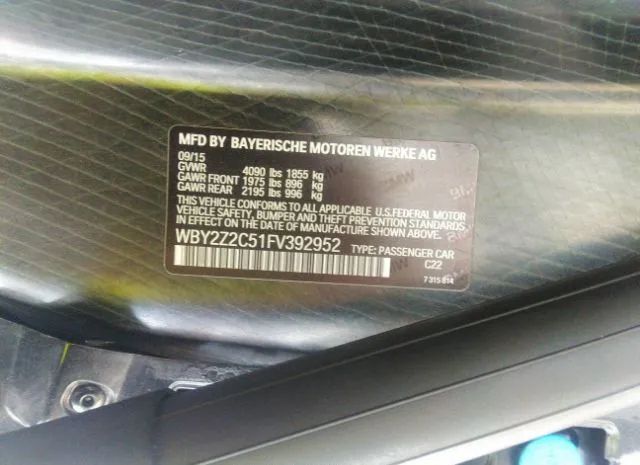 MFD BY BAYERISCHE MOTOREN WERKE AG
09/15
GVWR 4090 lbs 1855 kg
GAWR FRONT 1975 lbs 896 kg
GAWR REAR 2195 lbs 996 kg
THIS VEHICLE CONFORMS TO ALL APPLICABLE U.S.FEDERAL MOTOR
VEHICLE SAFETY, BUMPER AND THEFT PREVENTION STANDARDS
IN EFFECT ON THE DATE OF MANUFACTURE SHOWN ABOVE.
WBY2Z2C51FV392952 TYPE: PASSENGER CAR
C22
7 315 814